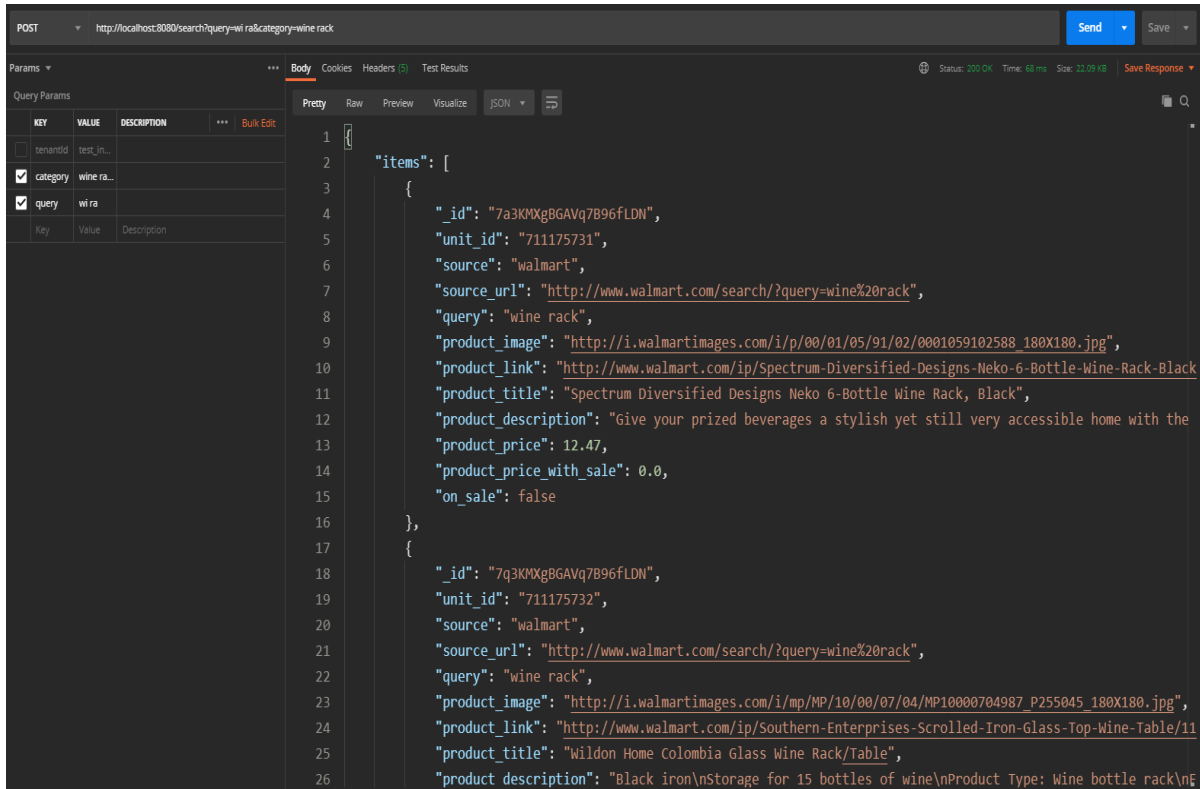 POST http://localhost:8080/search?query=wi ra&category=wine rack Send Save
Params ••• Body Cookies Headers (5) Test Results Status: 200 OK Time: 68 ms Size: 22.09 KB Save Response
Query Params
Pretty Raw Preview Visualize JSON
KEY VALUE DESCRIPTION ••• Bulk Edit
tenantId test_in...
category wine ra...
query wi ra
Key Value Description
1 {
2 "items": [
3 {
4 "_id": "7a3KMXgBGAVq7B96fLDN",
5 "unit_id": "711175731",
6 "source": "walmart",
7 "source_url": "http://www.walmart.com/search/?query=wine%20rack",
8 "query": "wine rack",
9 "product_image": "http://i.walmartimages.com/i/p/00/01/05/91/02/0001059102588_180X180.jpg",
10 "product_link": "http://www.walmart.com/ip/Spectrum-Diversified-Designs-Neko-6-Bottle-Wine-Rack-Black
11 "product_title": "Spectrum Diversified Designs Neko 6-Bottle Wine Rack, Black",
12 "product_description": "Give your prized beverages a stylish yet still very accessible home with the
13 "product_price": 12.47,
14 "product_price_with_sale": 0.0,
15 "on_sale": false
16 },
17 {
18 "_id": "7q3KMXgBGAVq7B96fLDN",
19 "unit_id": "711175732",
20 "source": "walmart",
21 "source_url": "http://www.walmart.com/search/?query=wine%20rack",
22 "query": "wine rack",
23 "product_image": "http://i.walmartimages.com/i/mp/MP/10/00/07/04/MP10000704987_P255045_180X180.jpg",
24 "product_link": "http://www.walmart.com/ip/Southern-Enterprises-Scrolled-Iron-Glass-Top-Wine-Table/11
25 "product_title": "Wildon Home Colombia Glass Wine Rack/Table",
26 "product_description": "Black iron\nStorage for 15 bottles of wine\nProduct Type: Wine bottle rack\nF